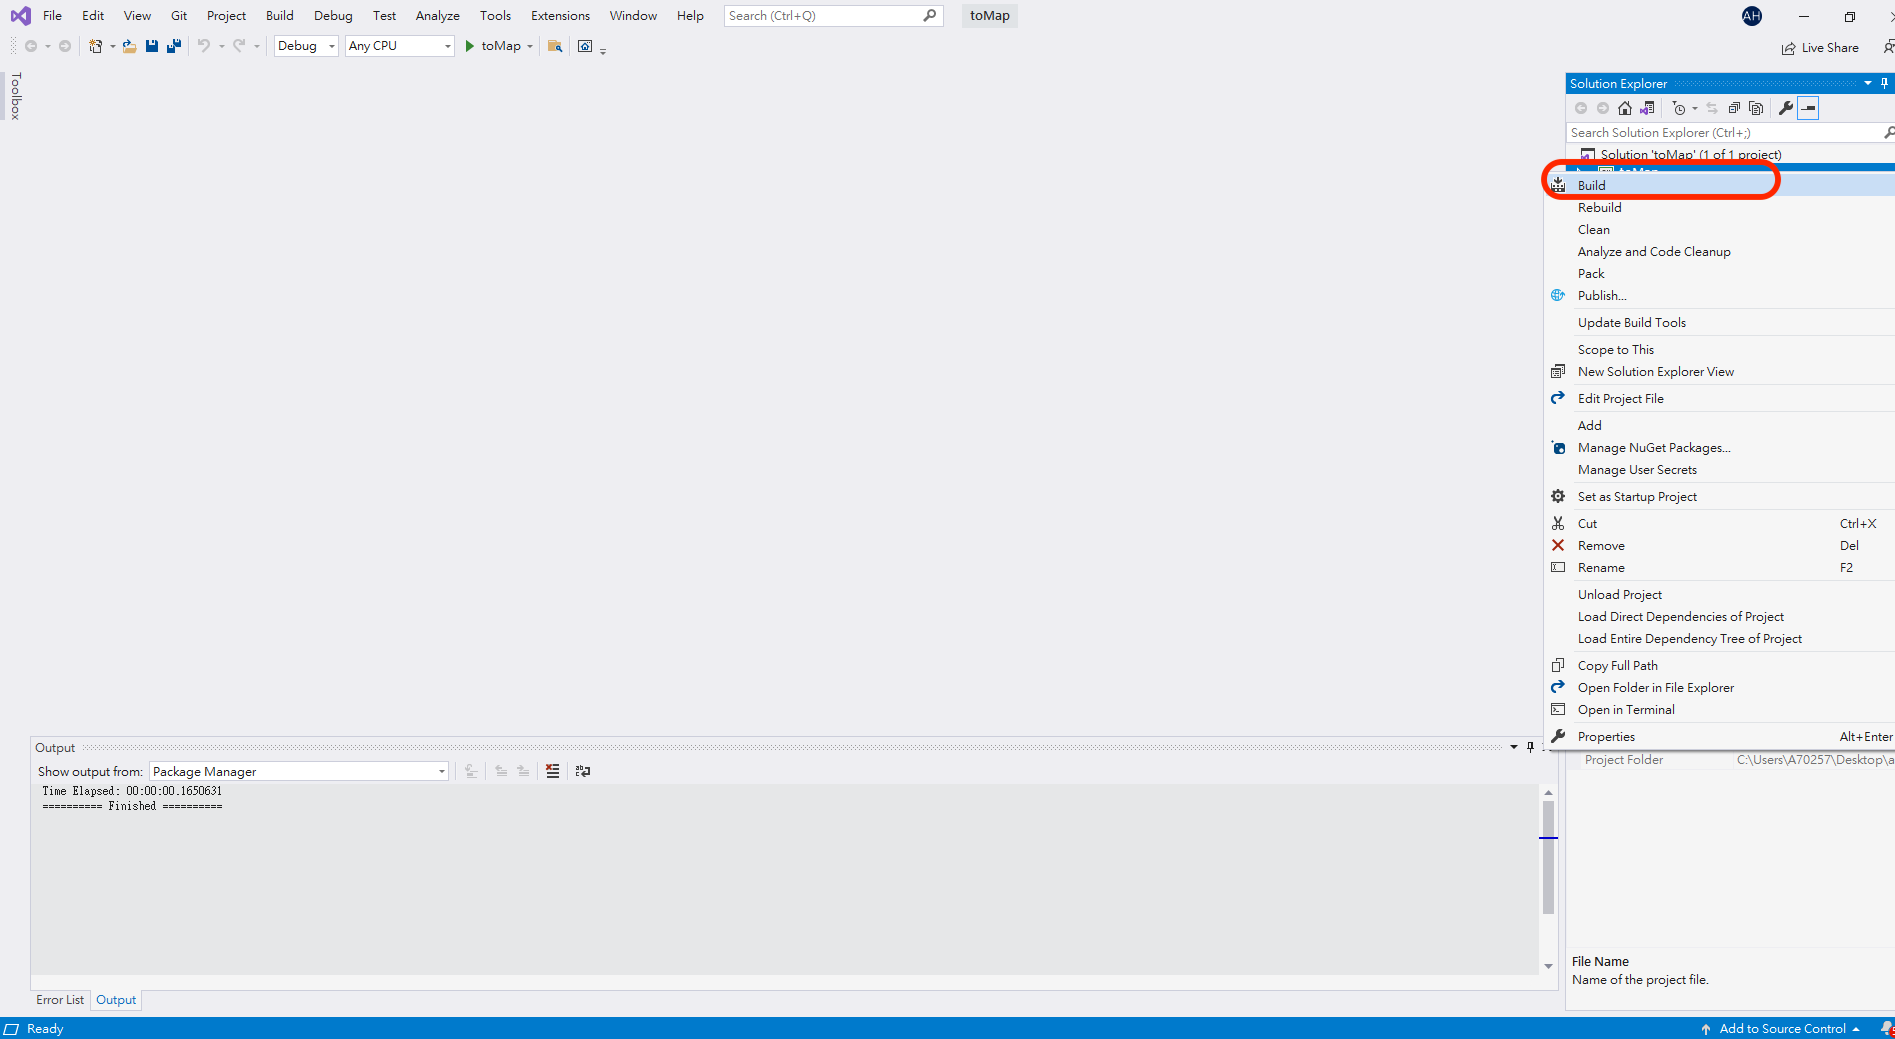 File Edit View Git Project Build Debug Test Analyze Tools Extensions Window Help Search (Ctrl+Q) toMap AH
Debug Any CPU toMap Live Share
Toolbox
Solution Explorer
Search Solution Explorer (Ctrl+;)
Solution 'toMap' (1 of 1 project)
toMap
Build
Rebuild
Clean
Analyze and Code Cleanup
Pack
Publish...
Update Build Tools
Scope to This
New Solution Explorer View
Edit Project File
Add
Manage NuGet Packages...
Manage User Secrets
Set as Startup Project
Cut Ctrl+X
Remove Del
Rename F2
Unload Project
Load Direct Dependencies of Project
Load Entire Dependency Tree of Project
Copy Full Path
Open Folder in File Explorer
Open in Terminal
Properties Alt+Enter
Project Folder C:\Users\A70257\Desktop\a
File Name
Name of the project file.
Output
Show output from: Package Manager
Time Elapsed: 00:00:00.1650631
========== Finished ==========
Error List Output
Ready Add to Source Control